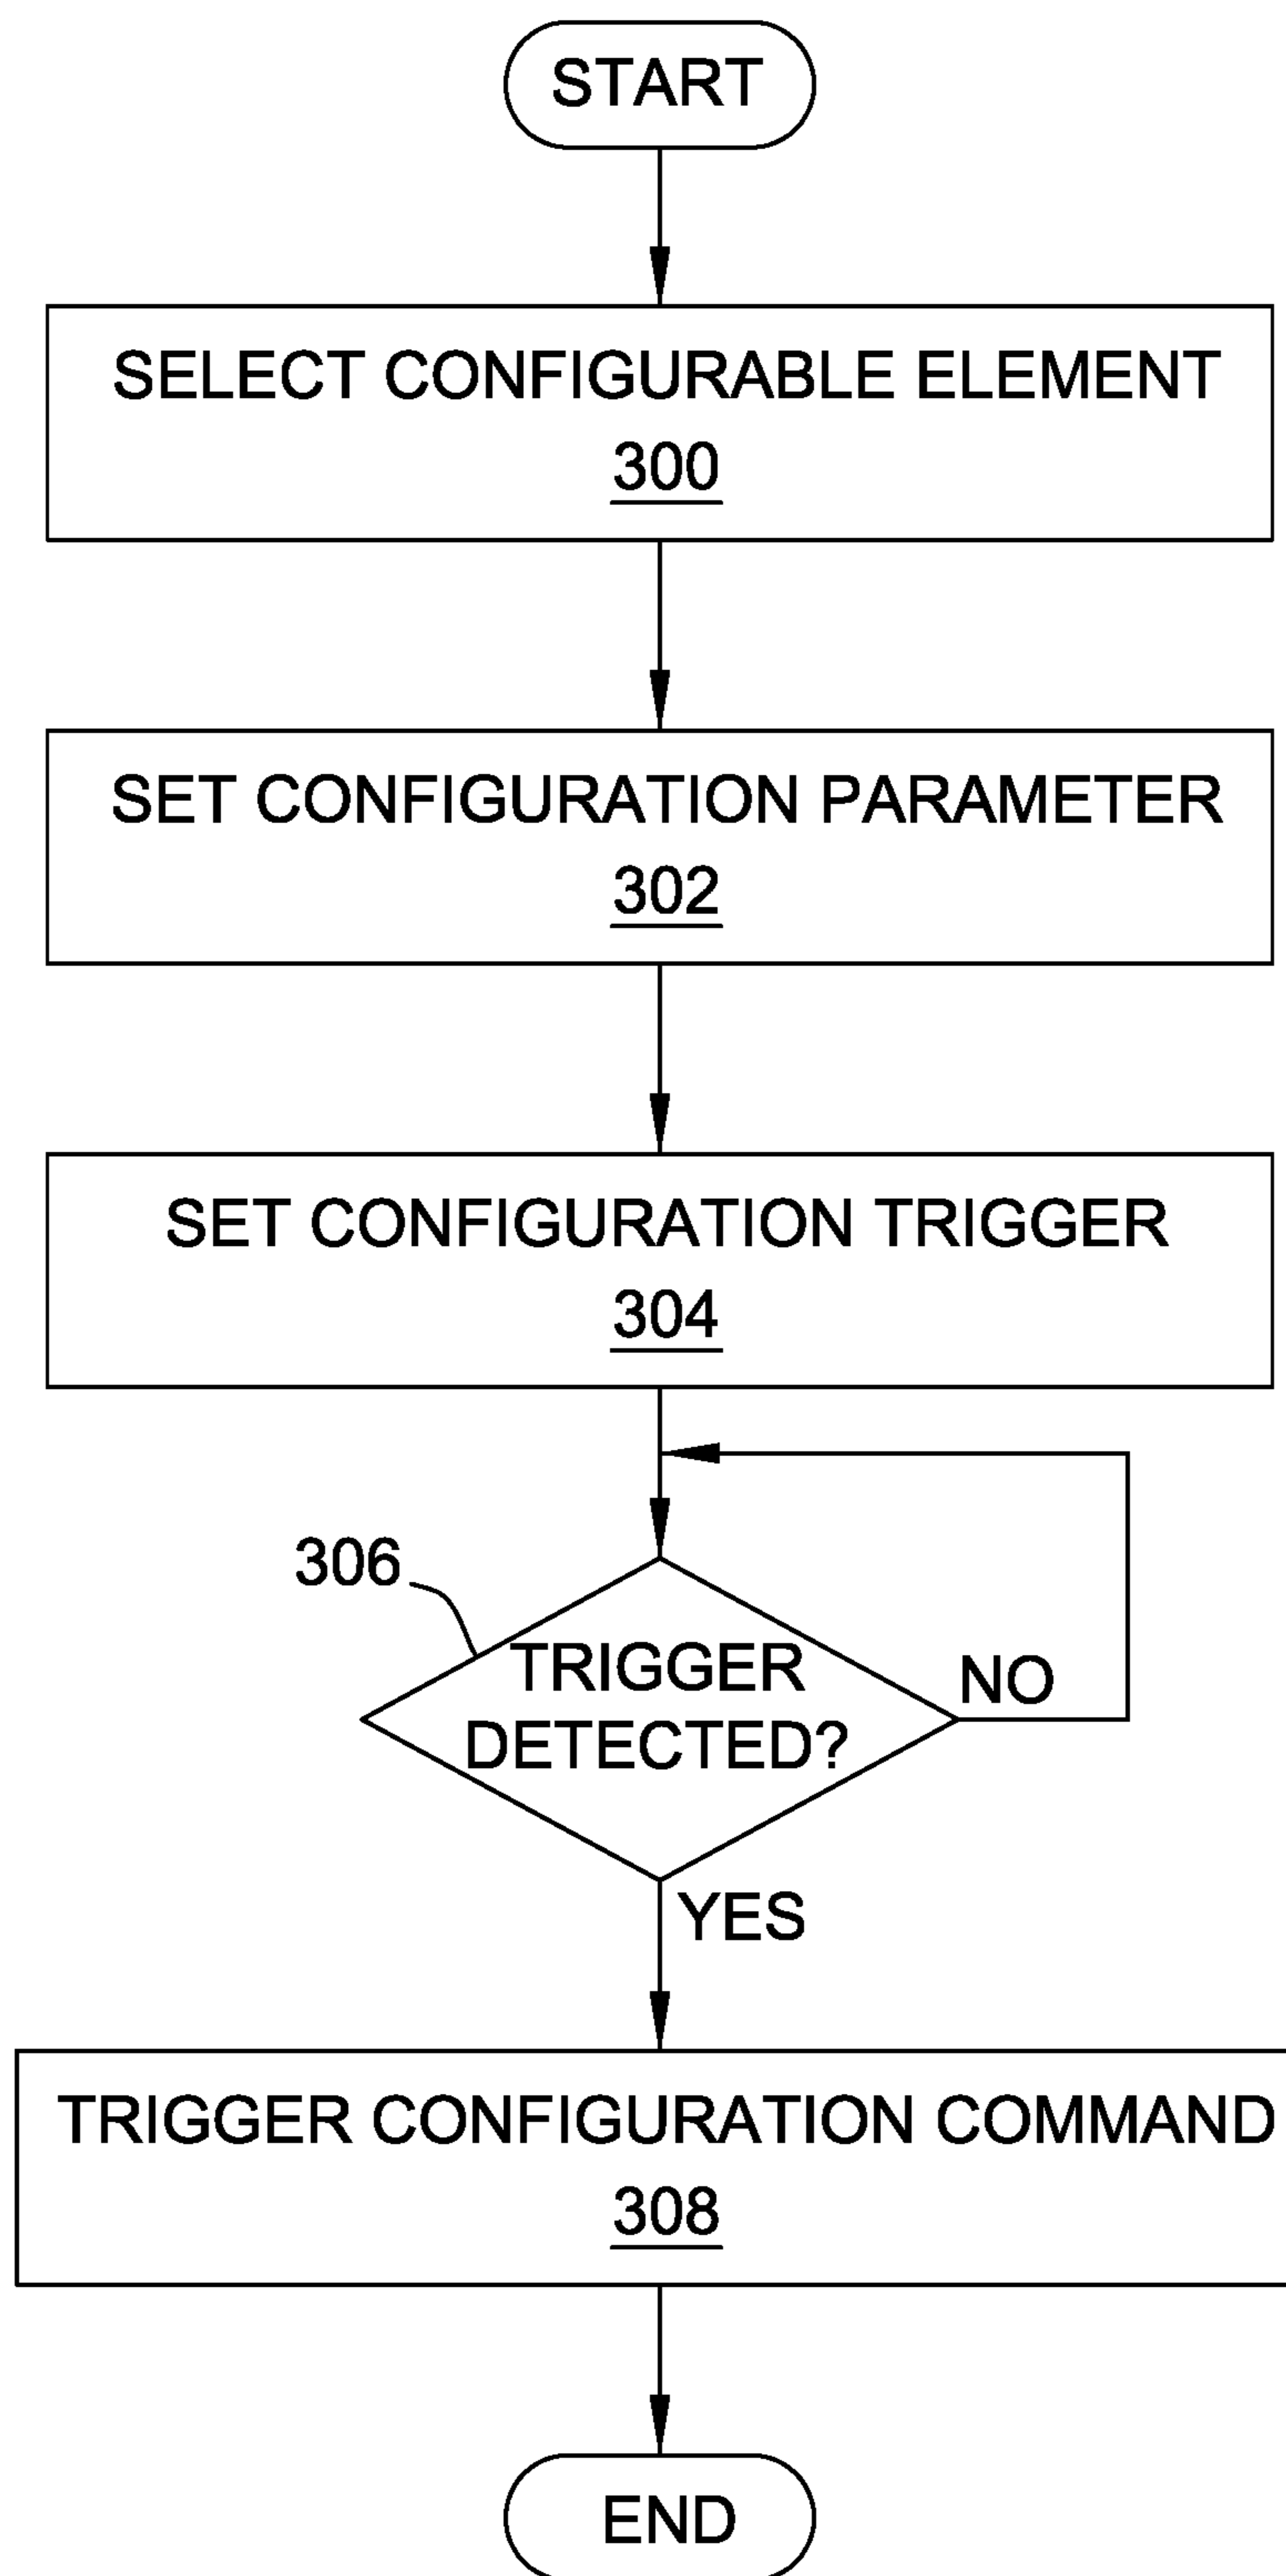 START
SELECT CONFIGURABLE ELEMENT
300
SET CONFIGURATION PARAMETER
302
SET CONFIGURATION TRIGGER
304
306
TRIGGER
DETECTED?
NO
YES
TRIGGER CONFIGURATION COMMAND
308
END